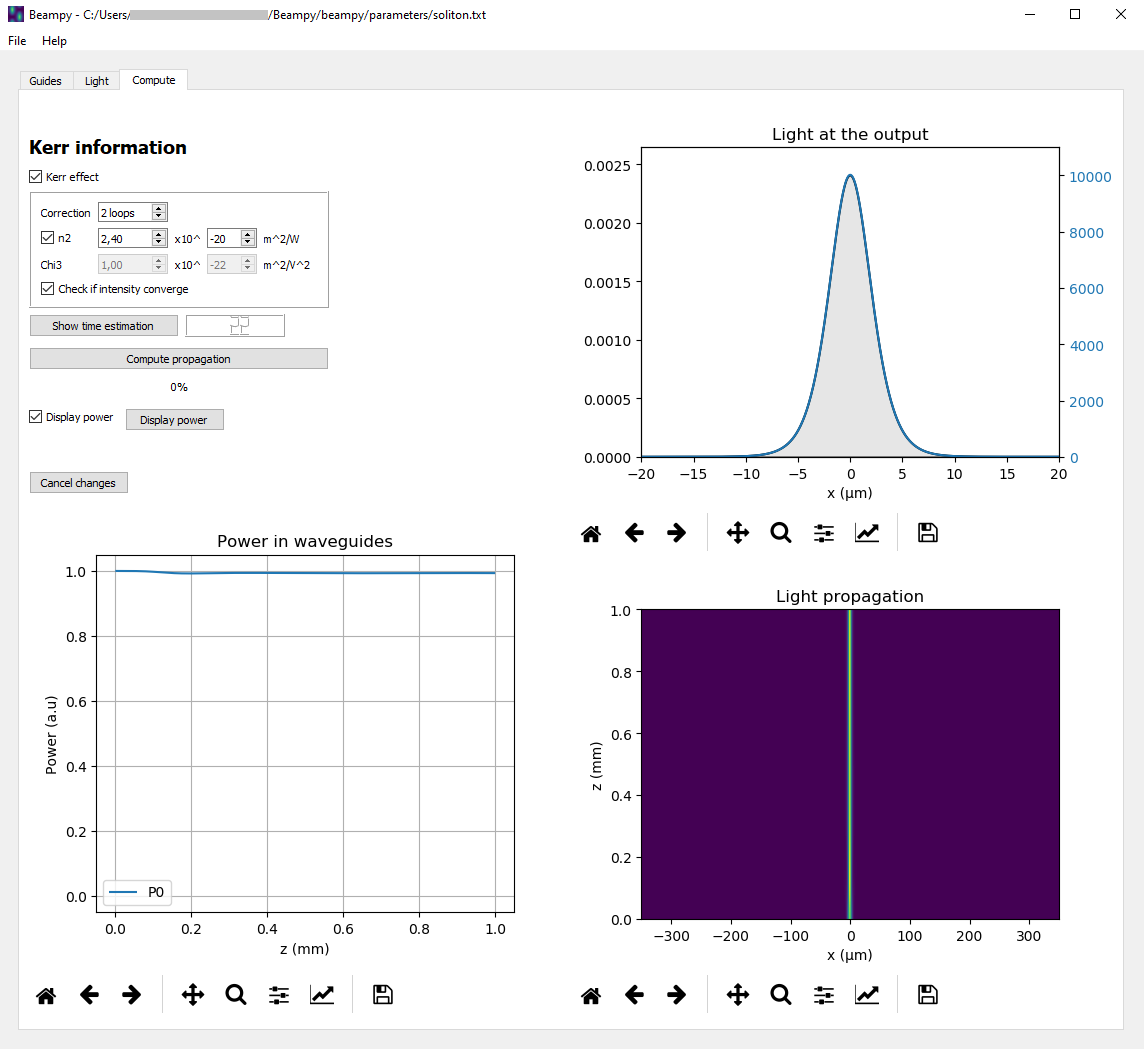 Beampy - C:/Users/ /Beampy/beampy/parameters/soliton.txt
File Help
Guides Light Compute
Kerr information
Kerr effect
Correction 2 loops
n2 2,40 x10^ -20 m^2/W
Chi3 1,00 x10^ -22 m^2/V^2
Check if intensity converge
Show time estimation
Compute propagation
0%
Display power Display power
Cancel changes
Light at the output
0.0025
0.0020
0.0015
0.0010
0.0005
0.0000
10000
8000
6000
4000
2000
0
−20 −15 −10 −5 0 5 10 15 20
x (μm)
Power in waveguides
Power (a.u)
1.0
0.8
0.6
0.4
0.2
0.0
P0
0.0 0.2 0.4 0.6 0.8 1.0
z (mm)
Light propagation
z (mm)
1.0
0.8
0.6
0.4
0.2
0.0
−300 −200 −100 0 100 200 300
x (μm)